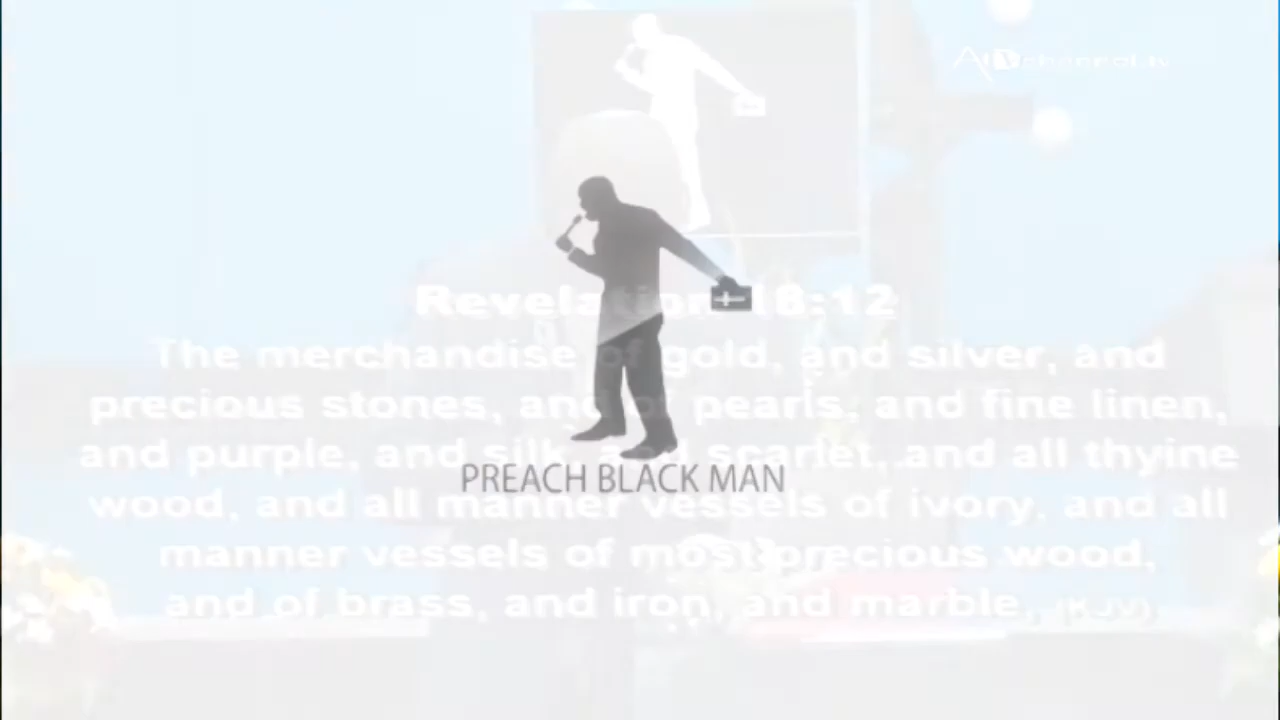 Revelation 18:12
The merchandise of gold, and silver, and
precious stones, and of pearls, and fine linen,
and purple, and silk, and scarlet, and all thyine
PREACH BLACK MAN
wood, and all manner vessels of ivory, and all
manner vessels of most precious wood,
and of brass, and iron, and marble, (KJV)